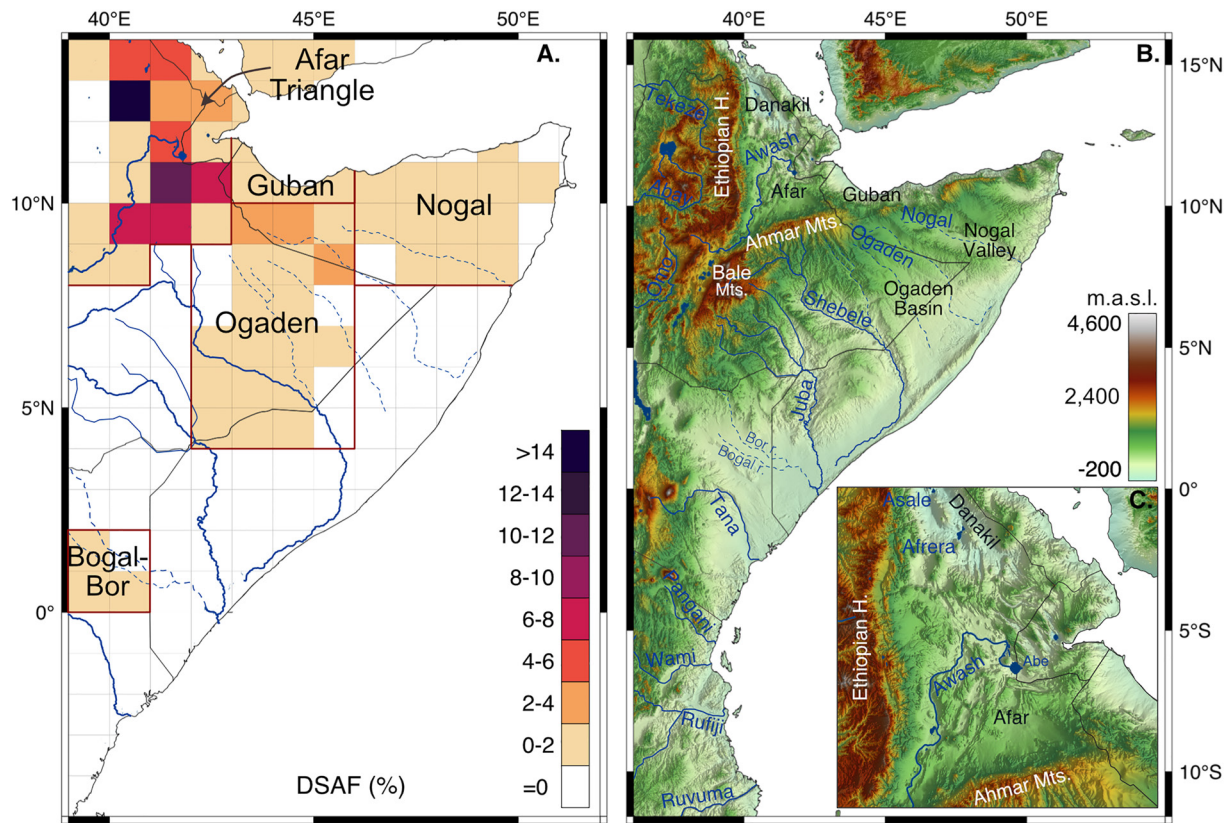 40°E
45°E
50°E
A.
Afar
Triangle
10°N
5°N
0°
Guban
Nogal
Ogaden
Bogal-
Bor
>14
12-14
10-12
8-10
6-8
4-6
2-4
0-2
=0
DSAF (%)
40°E
45°E
50°E
B.
15°N
10°N
5°N
0°
5°S
10°S
Tekeze
Abay
Omo
Ethiopian H.
Danakil
Awash
Afar
Guban
Ahmar Mts.
Nogal
Nogal
Valley
Ogaden
Bale
Mts.
Shebele
Ogaden
Basin
Juba
Bor r.
Bogal r.
Tana
Pangani
Wami
Rufiji
Ruvuma
m.a.s.l.
4,600
2,400
-200
C.
Asale
Danakil
Afrera
Ethiopian H.
Awash
Abe
Afar
Ahmar Mts.